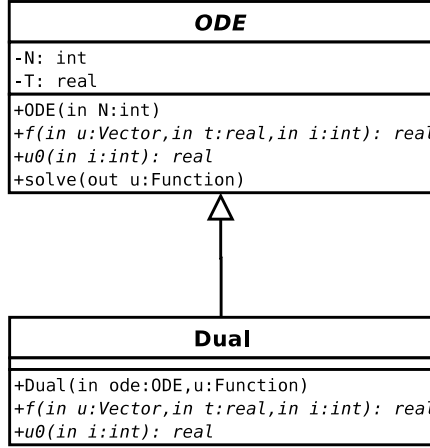 ODE
-N: int
-T: real
+ODE(in N:int)
+f(in u:Vector,in t:real,in i:int): real
+u0(in i:int): real
+solve(out u:Function)
Dual
+Dual(in ode:ODE,u:Function)
+f(in u:Vector,in t:real,in i:int): real
+u0(in i:int): real